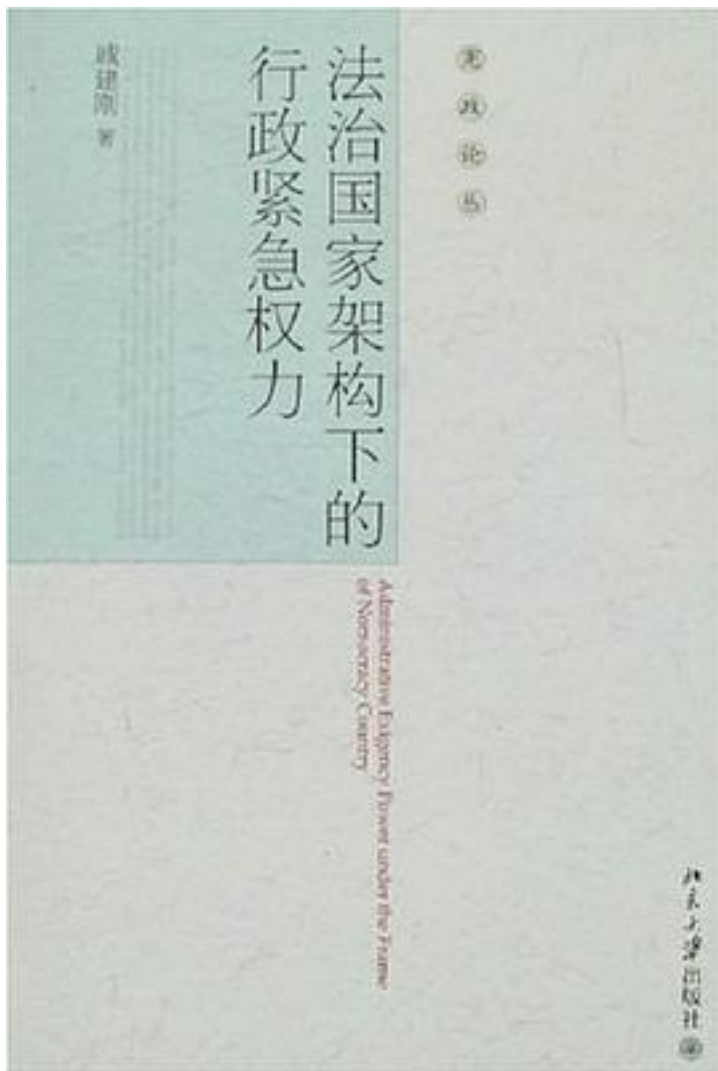 宪政论丛
法治国家架构下的
行政紧急权力
戚建刚 著
Administrative Exigency Power under the Frame
of Nomocracy Country
北京大学出版社